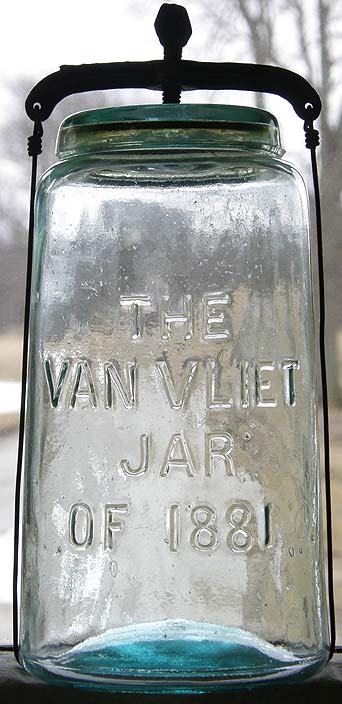 THE
VAN VLIET
JAR
OF 1881